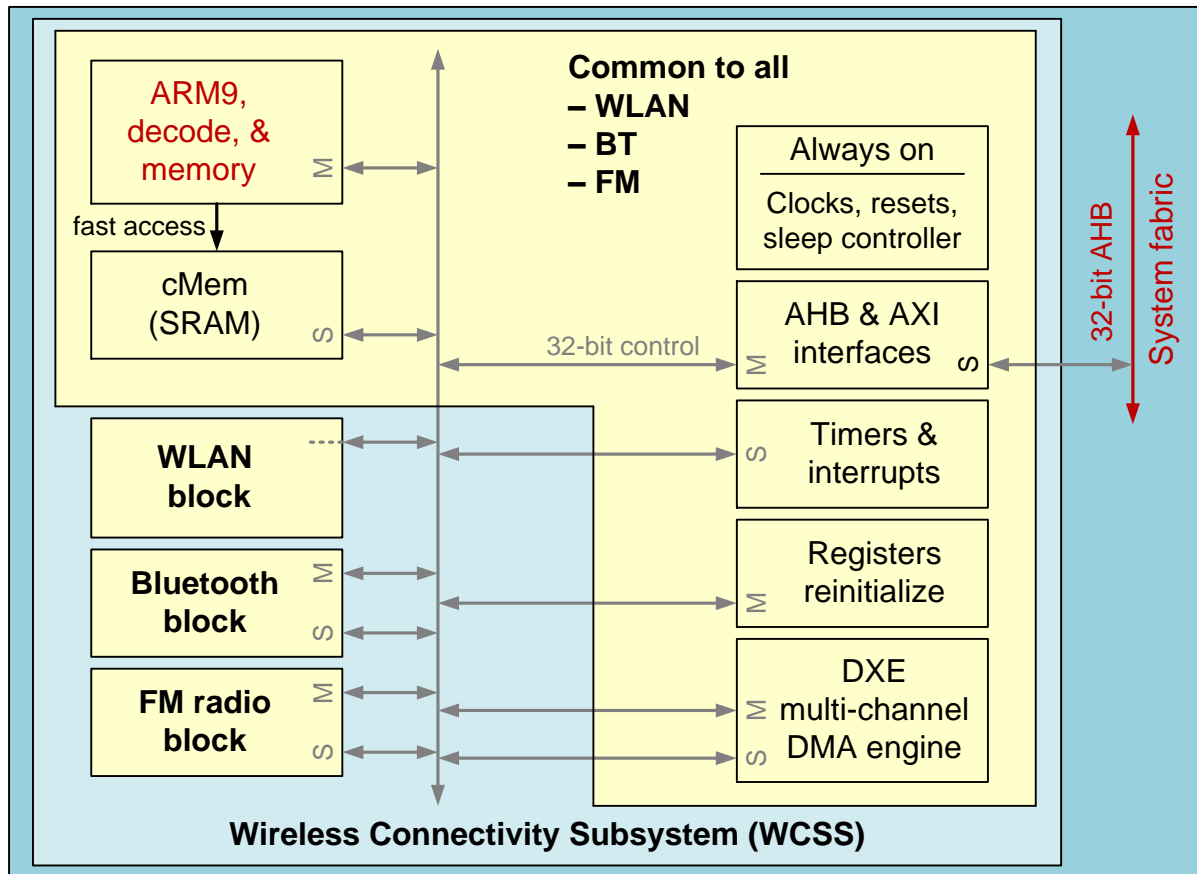 ARM9,
decode, &
memory
M
fast access
cMem
(SRAM)
S
Common to all
– WLAN
– BT
– FM
Always on
Clocks, resets,
sleep controller
AHB & AXI
interfaces
M
S
32-bit control
32-bit AHB
System fabric
WLAN
block
Timers &
interrupts
S
Bluetooth
block
M
S
Registers
reinitialize
M
FM radio
block
M
S
DXE
multi-channel
DMA engine
M
S
Wireless Connectivity Subsystem (WCSS)